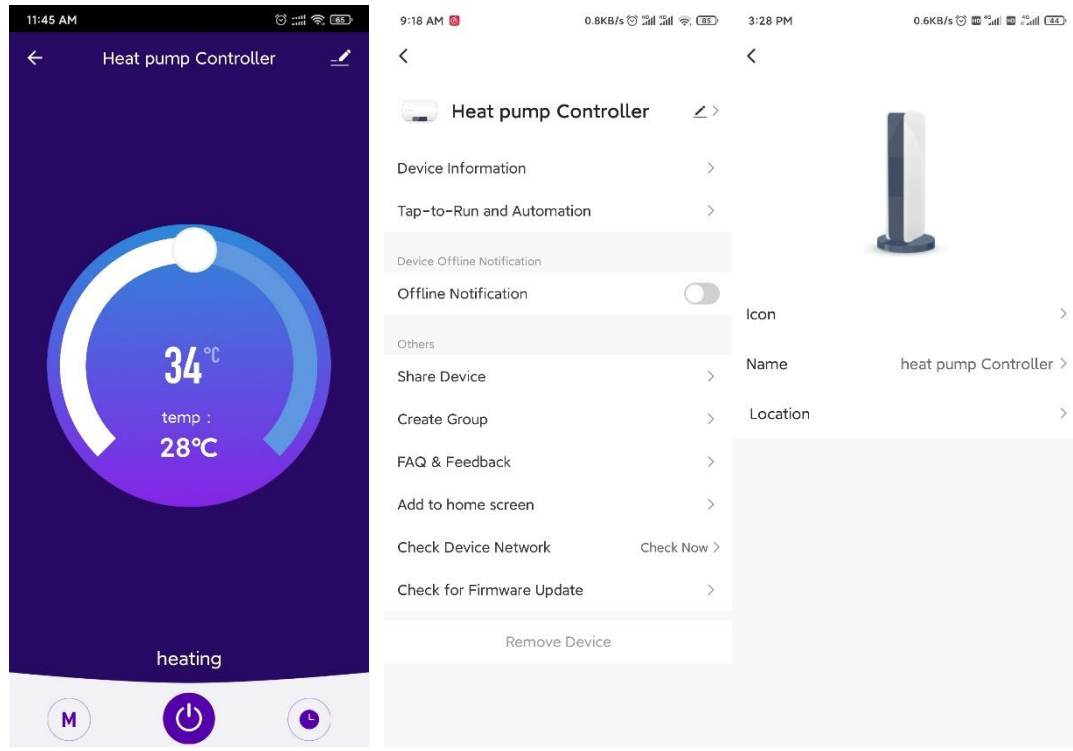 11:45 AM
65
Heat pump Controller
34°C
temp :
28℃
heating
M
9:18 AM
0.8KB/s
85
Heat pump Controller
Device Information
Tap-to-Run and Automation
Device Offline Notification
Offline Notification
Others
Share Device
Create Group
FAQ & Feedback
Add to home screen
Check Device Network Check Now
Check for Firmware Update
Remove Device
3:28 PM
0.6KB/s
44
Icon
Name heat pump Controller
Location